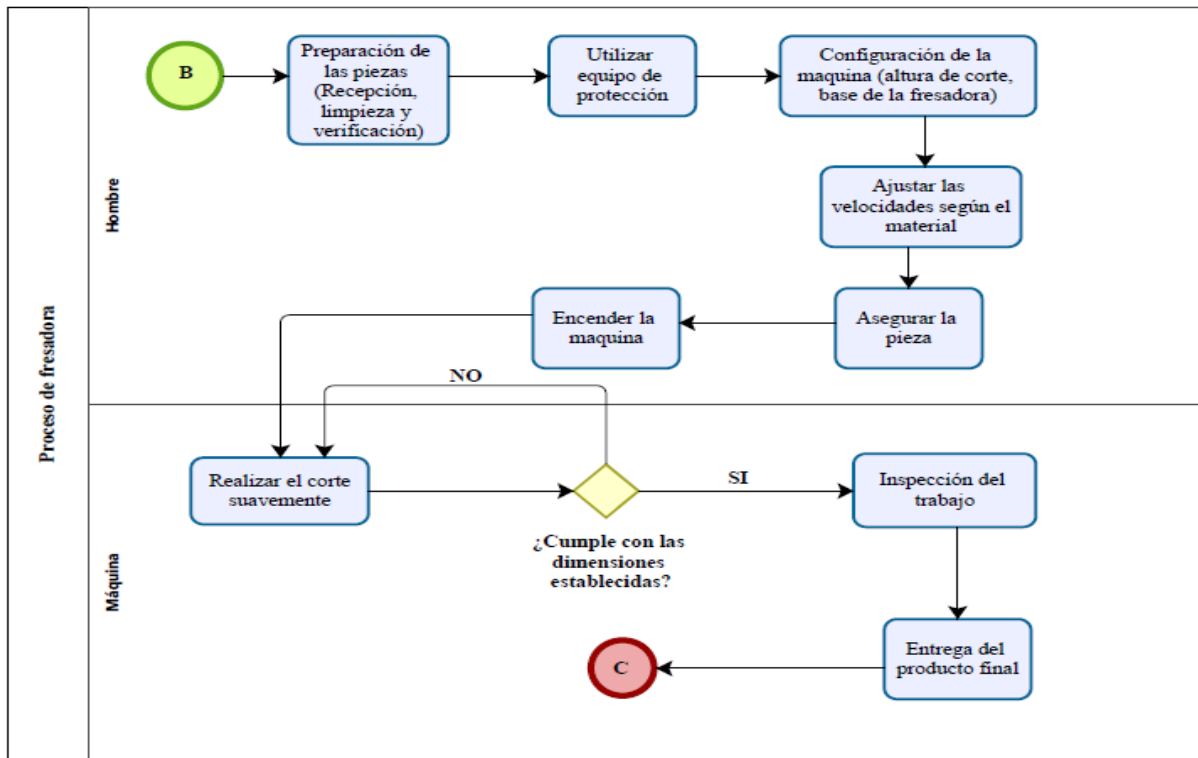 Proceso de fresadora
Hombre
B
Preparación de
las piezas
(Recepción,
limpieza y
verificación)
Utilizar
equipo de
protección
Configuración de la
maquina (altura de corte,
base de la fresadora)
Ajustar las
velocidades según el
material
Asegurar la
pieza
Encender la
maquina
NO
Máquina
Realizar el corte
suavemente
¿Cumple con las
dimensiones
establecidas?
SI
Inspección del
trabajo
Entrega del
producto final
C